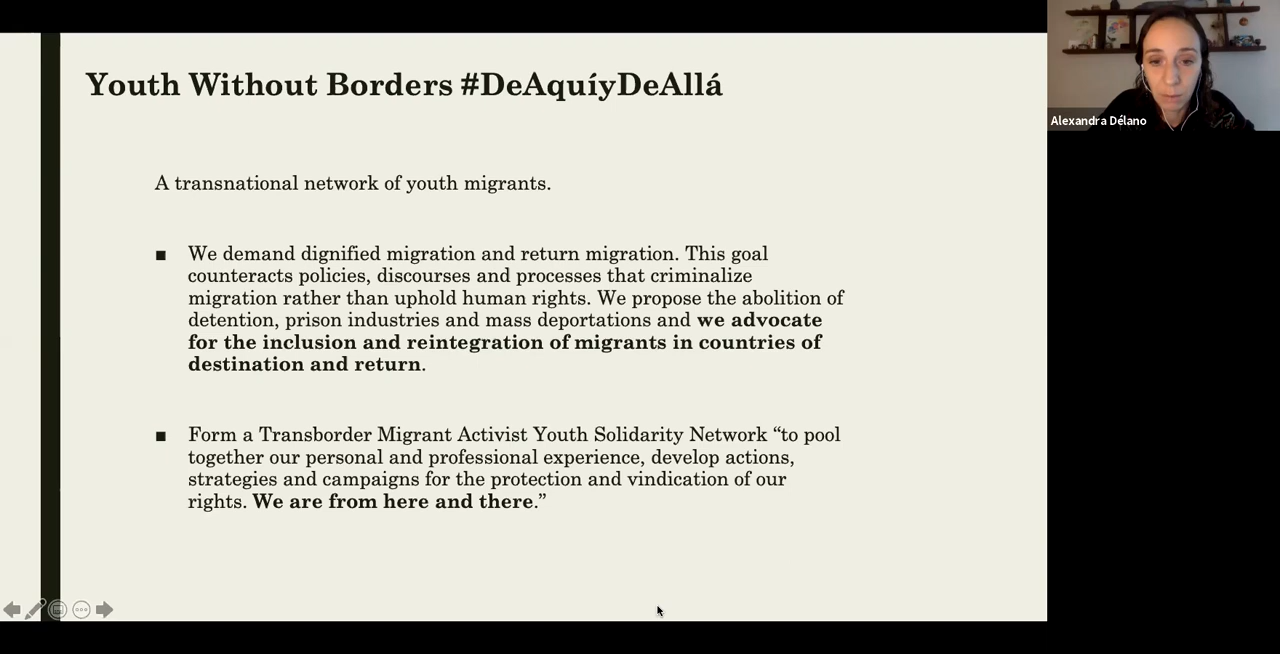 Youth Without Borders #DeAquíyDeAllá
A transnational network of youth migrants.
■ We demand dignified migration and return migration. This goal
counteracts policies, discourses and processes that criminalize
migration rather than uphold human rights. We propose the abolition of
detention, prison industries and mass deportations and we advocate
for the inclusion and reintegration of migrants in countries of
destination and return.
■ Form a Transborder Migrant Activist Youth Solidarity Network “to pool
together our personal and professional experience, develop actions,
strategies and campaigns for the protection and vindication of our
rights. We are from here and there.”
Alexandra Délano